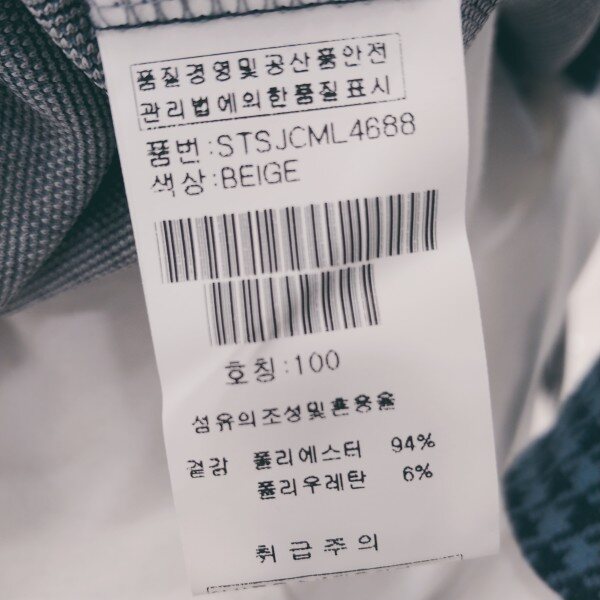 품질경영및공산품안전
관리법에의한품질표시
품번:STSJCML4688
색상:BEIGE
호칭:100
섬유의조성및혼용율
겉감 폴리에스터 94%
폴리우레탄 6%
취급주의